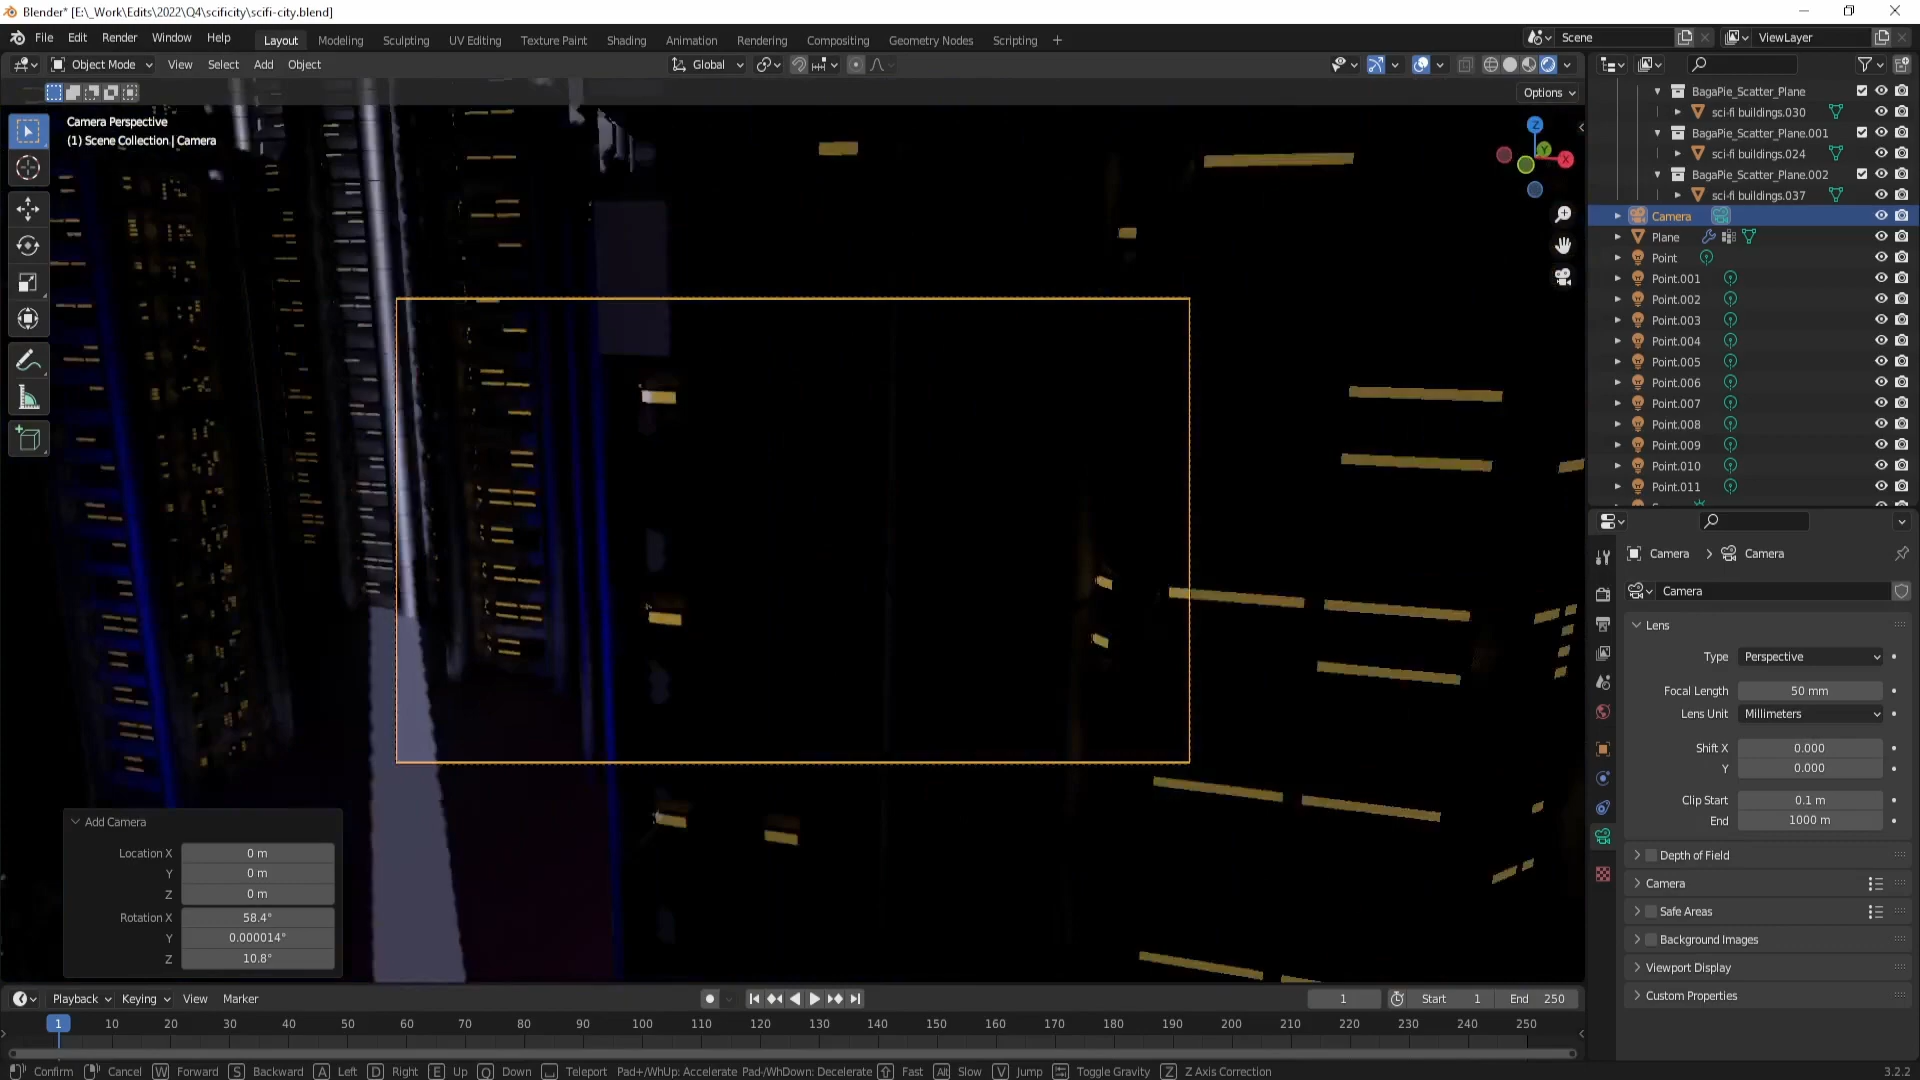 Blender* [E:\_Work\Edits\2022\Q4\scificity\scifi-city.blend]
File Edit Render Window Help
Layout Modeling Sculpting UV Editing Texture Paint Shading Animation Rendering Compositing Geometry Nodes Scripting +
Scene
ViewLayer
Object Mode View Select Add Object
Global
Options
Camera Perspective
(1) Scene Collection | Camera
Z
Y
X
BagaPie_Scatter_Plane
sci-fi buildings.030
BagaPie_Scatter_Plane.001
sci-fi buildings.024
BagaPie_Scatter_Plane.002
sci-fi buildings.037
Camera
Plane
Point
Point.001
Point.002
Point.003
Point.004
Point.005
Point.006
Point.007
Point.008
Point.009
Point.010
Point.011
Camera > Camera
Camera
Lens
Type Perspective
Focal Length 50 mm
Lens Unit Millimeters
Shift X 0.000
Y 0.000
Clip Start 0.1 m
End 1000 m
Depth of Field
Camera
Safe Areas
Background Images
Viewport Display
Custom Properties
Add Camera
Location X 0 m
Y 0 m
Z 0 m
Rotation X 58.4°
Y 0.000014°
Z 10.8°
Playback Keying View Marker
1 Start 1 End 250
1 10 20 30 40 50 60 70 80 90 100 110 120 130 140 150 160 170 180 190 200 210 220 230 240 250
Confirm Cancel W Forward S Backward A Left D Right E Up Q Down Teleport Pad+/WhUp: Accelerate Pad-/WhDown: Decelerate Fast Alt Slow V Jump Toggle Gravity Z Z Axis Correction
3.2.2